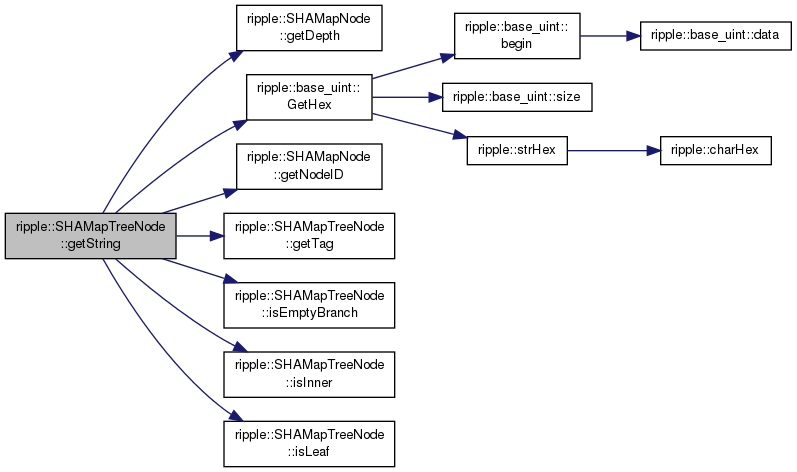 ripple::SHAMapTreeNode
::getString
ripple::SHAMapNode
::getDepth
ripple::base_uint::
GetHex
ripple::SHAMapNode
::getNodeID
ripple::SHAMapTreeNode
::getTag
ripple::SHAMapTreeNode
::isEmptyBranch
ripple::SHAMapTreeNode
::isInner
ripple::SHAMapTreeNode
::isLeaf
ripple::base_uint::
begin
ripple::base_uint::size
ripple::strHex
ripple::base_uint::data
ripple::charHex